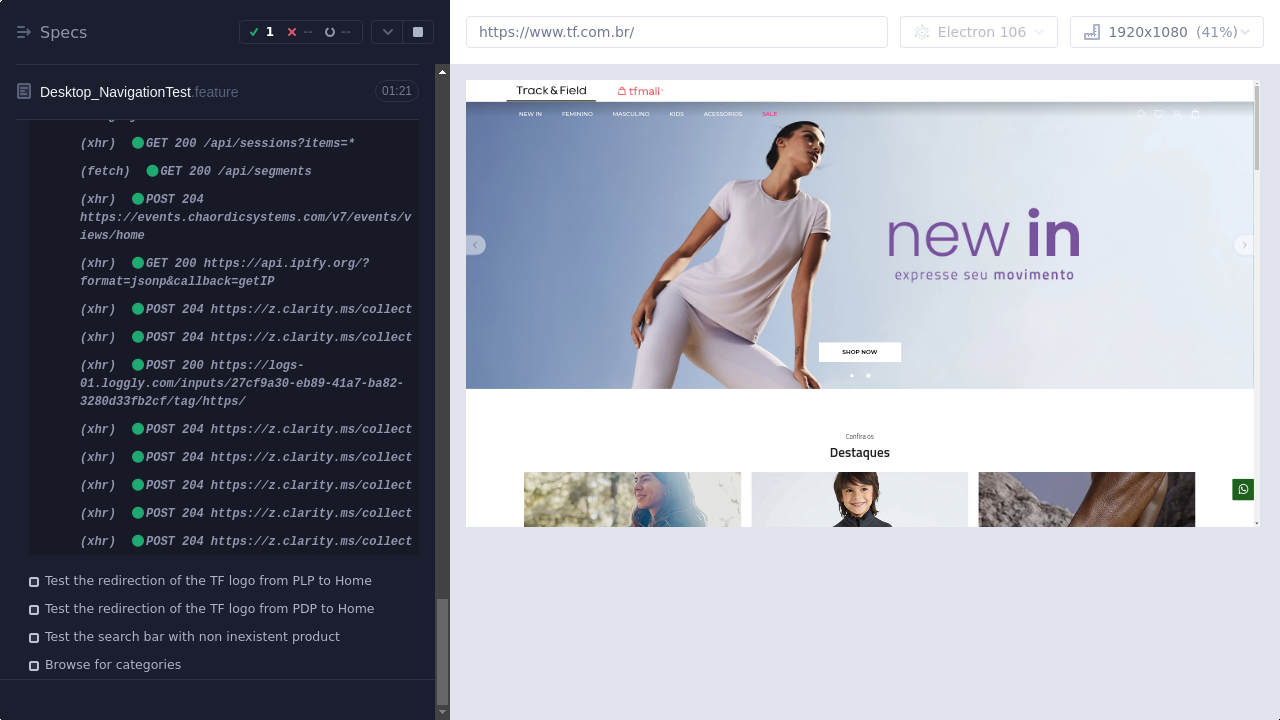 Specs
1
--
--
Desktop_NavigationTest.feature
01:21
(xhr) GET 200 /api/sessions?items=*
(fetch) GET 200 /api/segments
(xhr) POST 204
https://events.chaordicsystems.com/v7/events/v
iews/home
(xhr) GET 200 https://api.ipify.org/?
format=jsonp&callback=getIP
(xhr) POST 204 https://z.clarity.ms/collect
(xhr) POST 204 https://z.clarity.ms/collect
(xhr) POST 200 https://logs-
01.loggly.com/inputs/27cf9a30-eb89-41a7-ba82-
3280d33fb2cf/tag/https/
(xhr) POST 204 https://z.clarity.ms/collect
(xhr) POST 204 https://z.clarity.ms/collect
(xhr) POST 204 https://z.clarity.ms/collect
(xhr) POST 204 https://z.clarity.ms/collect
(xhr) POST 204 https://z.clarity.ms/collect
Test the redirection of the TF logo from PLP to Home
Test the redirection of the TF logo from PDP to Home
Test the search bar with non inexistent product
Browse for categories
https://www.tf.com.br/
Electron 106
1920x1080 (41%)
Track&Field
tfmall
NEW IN FEMININO MASCULINO KIDS ACESSÓRIOS SALE
new in
expresse seu movimento
SHOP NOW
Confira os
Destaques